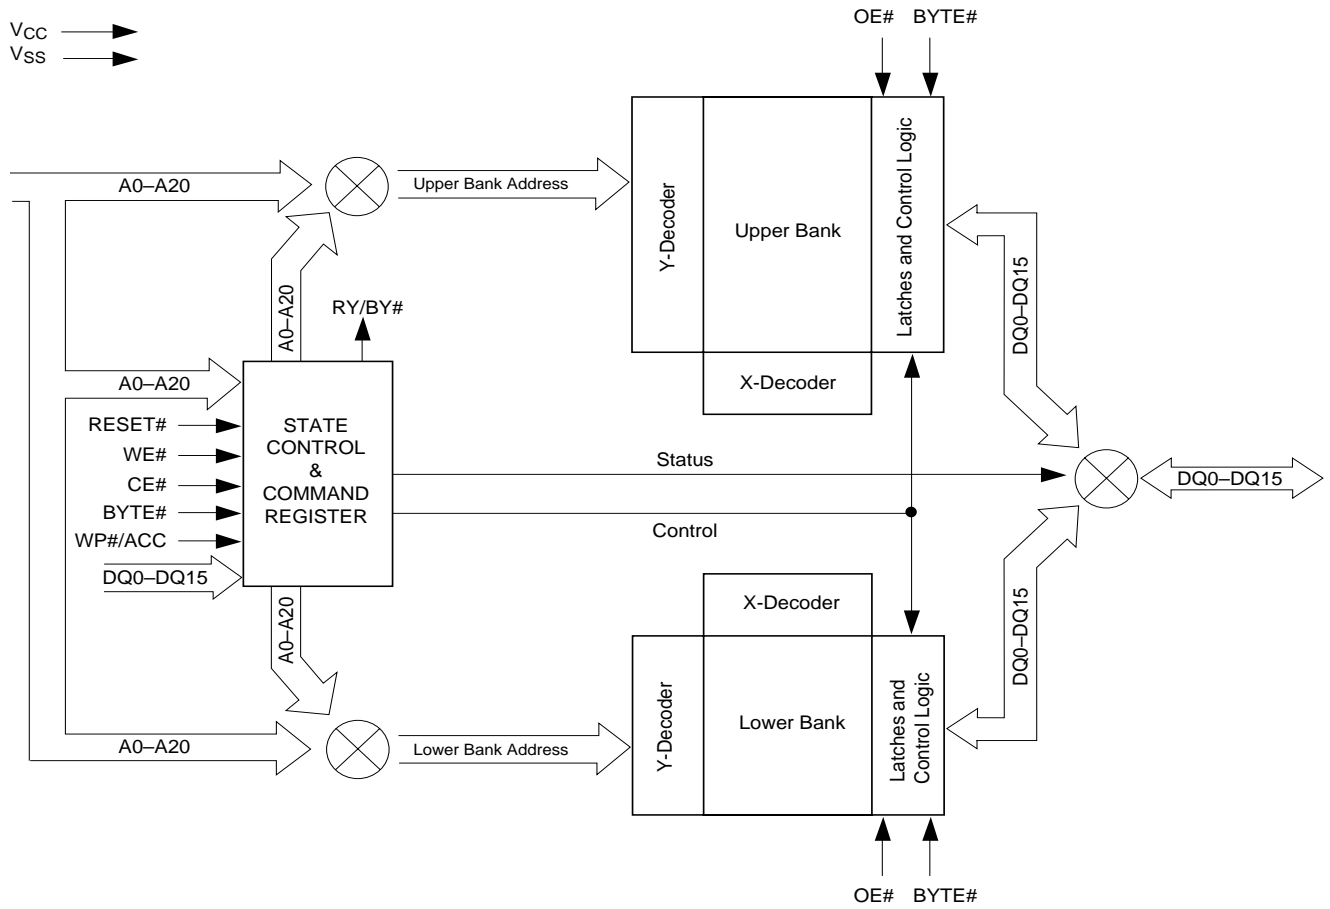 OE# BYTE#
VCC
VSS
A0–A20
Upper Bank Address
Y-Decoder
Upper Bank
Latches and Control Logic
X-Decoder
DQ0–DQ15
A0–A20
RY/BY#
A0–A20
RESET#
WE#
CE#
BYTE#
WP#/ACC
DQ0–DQ15
STATE
CONTROL
&
COMMAND
REGISTER
Status
Control
DQ0–DQ15
A0–A20
X-Decoder
DQ0–DQ15
A0–A20
Lower Bank Address
Y-Decoder
Lower Bank
Latches and
Control Logic
OE# BYTE#